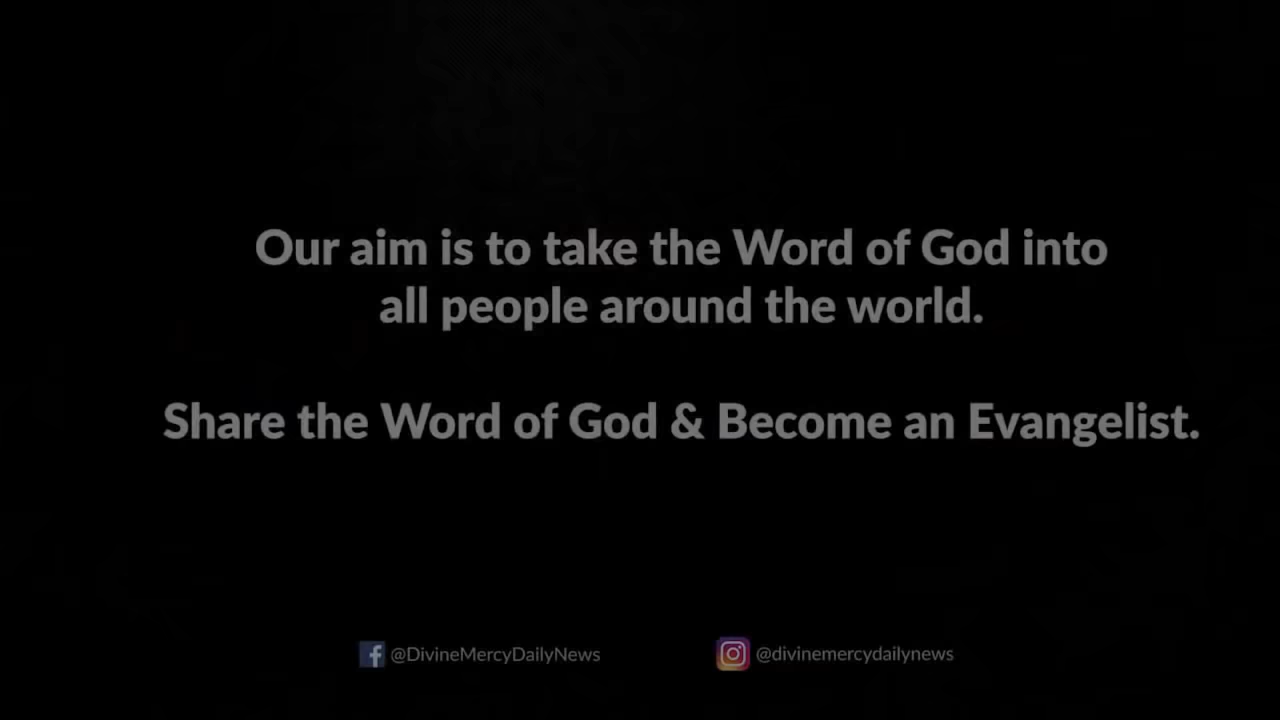 Our aim is to take the Word of God into
all people around the world.
Share the Word of God & Become an Evangelist.
@DivineMercyDailyNews
@divinemercydailynews